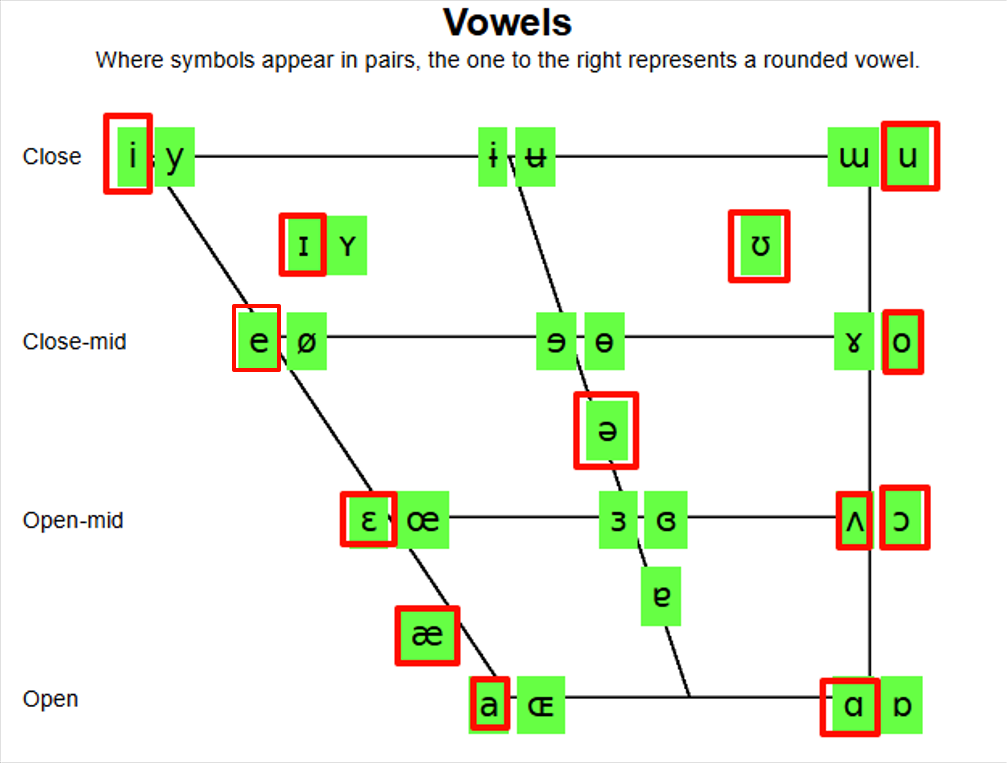 Vowels
Where symbols appear in pairs, the one to the right represents a rounded vowel.
Close i y ɨ ʉ ɯ u
ɪ ʏ ʊ
Close-mid e ø ɘ ɵ ɤ o
ə
Open-mid ɛ œ ɜ ɞ ʌ ɔ
ɐ
æ
Open a ɶ ɑ ɒ